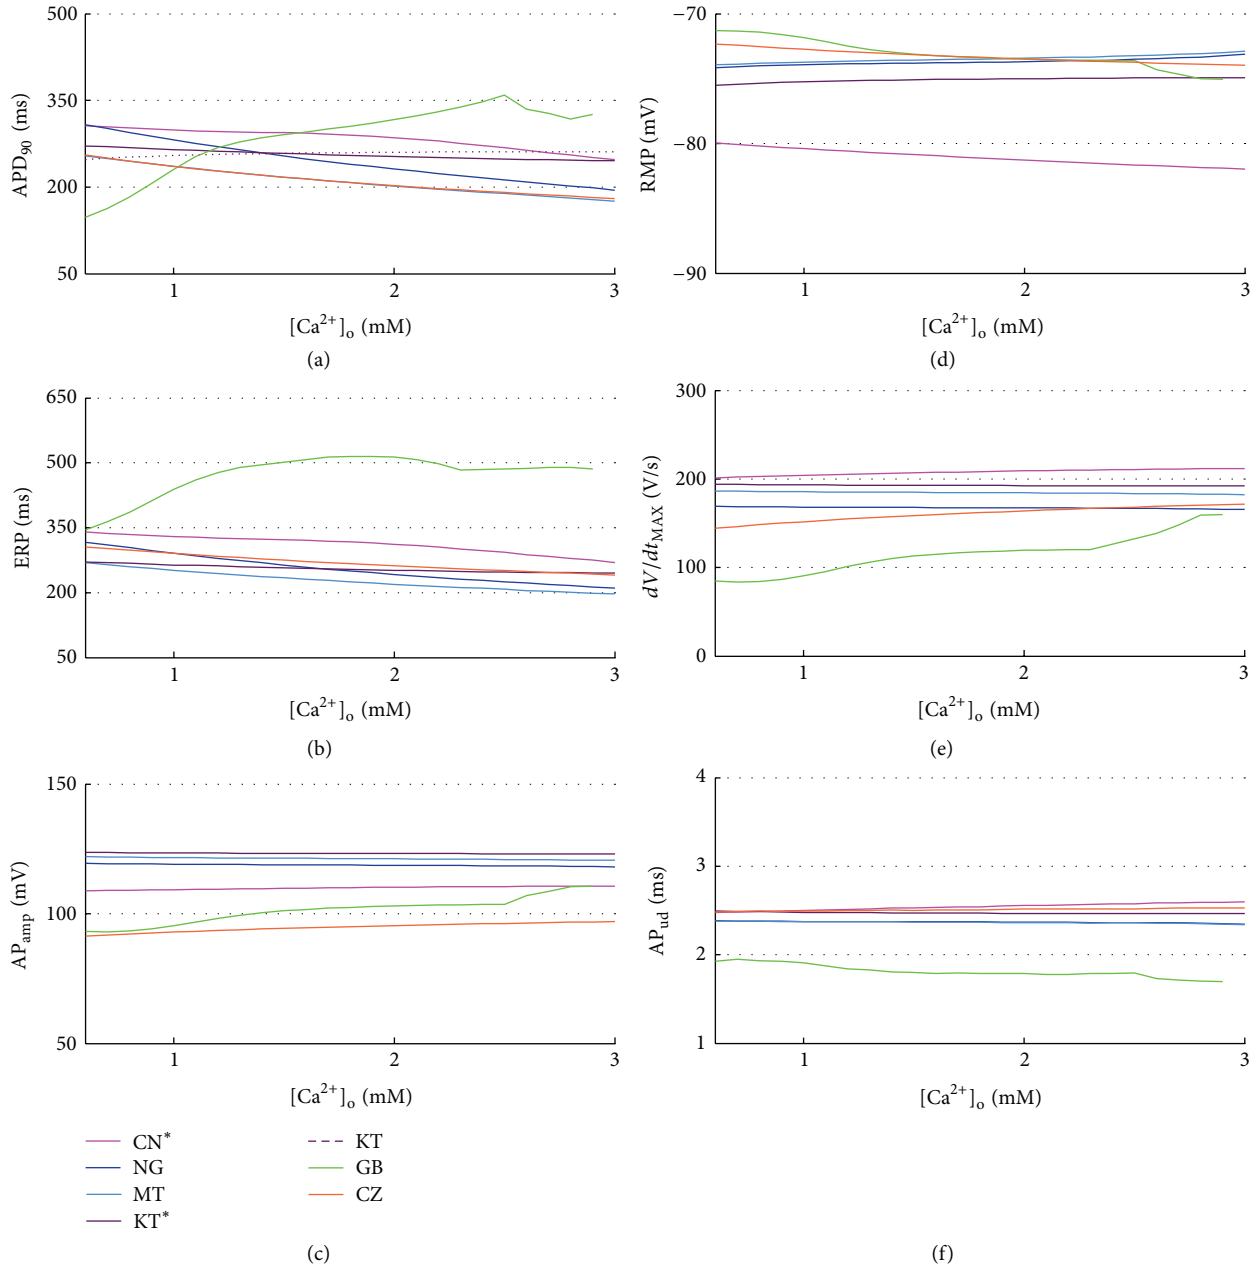 500
350
200
50
APD90 (ms)
1
2
3
[Ca2+]o (mM)
(a)
−70
−80
−90
RMP (mV)
1
2
3
[Ca2+]o (mM)
(d)
650
500
350
200
50
ERP (ms)
1
2
3
[Ca2+]o (mM)
(b)
300
200
100
0
dV/dtMAX (V/s)
1
2
3
[Ca2+]o (mM)
(e)
150
100
50
APamp (mV)
1
2
3
[Ca2+]o (mM)
CN*
NG
MT
KT*
KT
GB
CZ
(c)
4
3
2
1
APud (ms)
1
2
3
[Ca2+]o (mM)
(f)